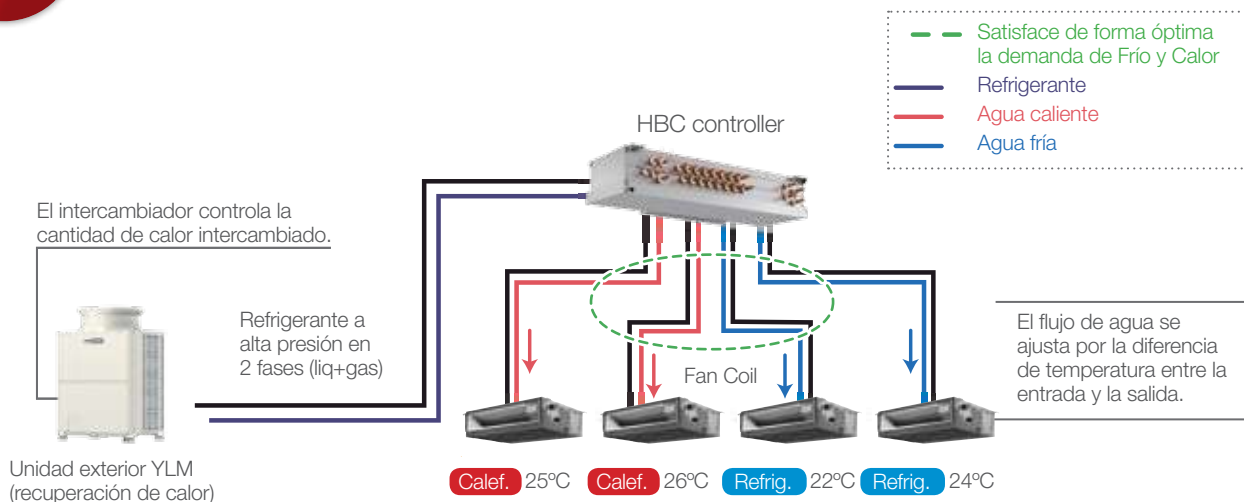 Satisface de forma óptima
la demanda de Frío y Calor
Refrigerante
Agua caliente
Agua fría
HBC controller
El intercambiador controla la
cantidad de calor intercambiado.
Refrigerante a
alta presión en
2 fases (liq+gas)
Fan Coil
El flujo de agua se
ajusta por la diferencia
de temperatura entre la
entrada y la salida.
Unidad exterior YLM
(recuperación de calor)
Calef. 25ºC Calef. 26ºC Refrig. 22ºC Refrig. 24ºC